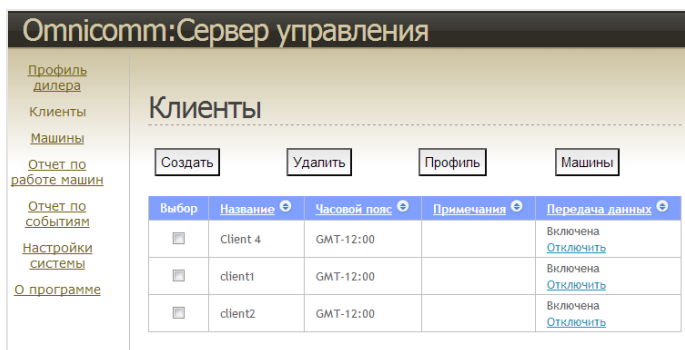 Omnicomm:Сервер управления
Профиль
дилера
Клиенты
Машины
Отчет по
работе машин
Отчет по
событиям
Настройки
системы
О программе
Клиенты
Создать Удалить Профиль Машины
Выбор Название Часовой пояс Примечания Передача данных
Client 4 GMT-12:00 Включена
Отключить
client1 GMT-12:00 Включена
Отключить
client2 GMT-12:00 Включена
Отключить